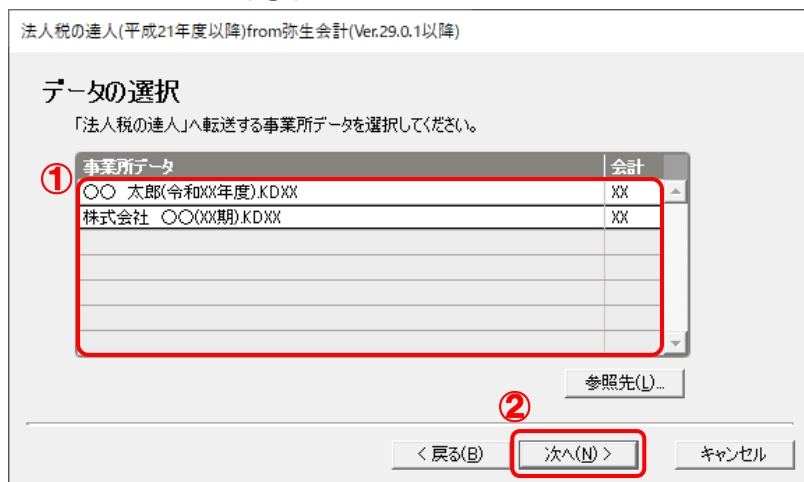 法人税の達人(平成21年度以降)from弥生会計(Ver.29.0.1以降)
データの選択
「法人税の達人」へ転送する事業所データを選択してください。
①
事業所データ 会計
〇〇 太郎(令和XX年度).KDXX XX
株式会社 〇〇(XX期).KDXX XX
参照先(L)...
②
< 戻る(B) 次へ(N) > キャンセル